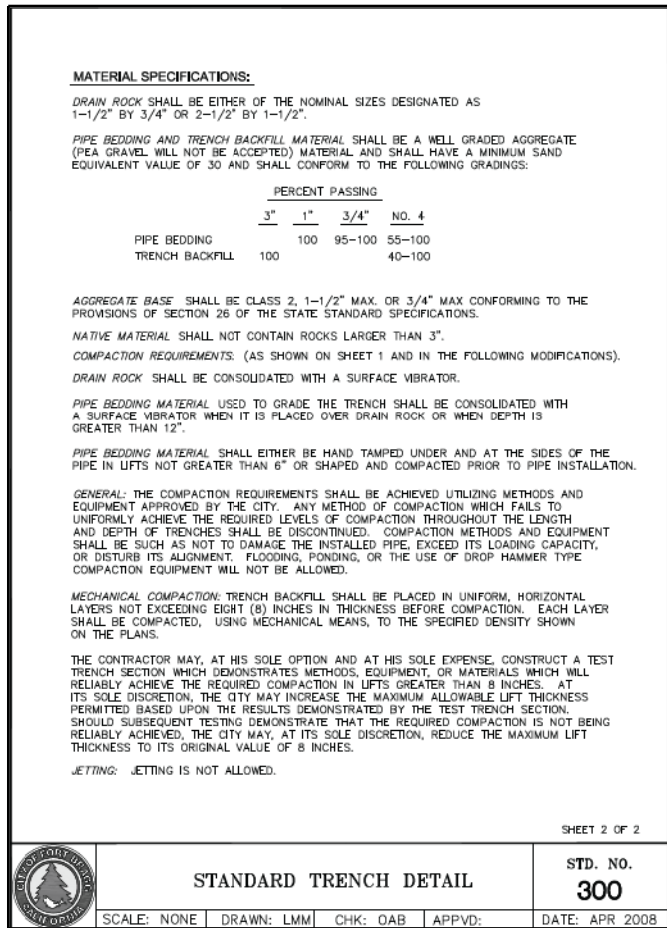 MATERIAL SPECIFICATIONS:
DRAIN ROCK SHALL BE EITHER OF THE NOMINAL SIZES DESIGNATED AS
1-1/2" BY 3/4" OR 2-1/2" BY 1-1/2".
PIPE BEDDING AND TRENCH BACKFILL MATERIAL SHALL BE A WELL GRADED AGGREGATE
(PEA GRAVEL WILL NOT BE ACCEPTED) MATERIAL AND SHALL HAVE A MINIMUM SAND
EQUIVALENT VALUE OF 30 AND SHALL CONFORM TO THE FOLLOWING GRADINGS:
PERCENT PASSING
3" 1" 3/4" NO. 4
PIPE BEDDING 100 95-100 55-100
TRENCH BACKFILL 100 40-100
AGGREGATE BASE SHALL BE CLASS 2, 1-1/2" MAX. OR 3/4" MAX CONFORMING TO THE
PROVISIONS OF SECTION 26 OF THE STATE STANDARD SPECIFICATIONS.
NATIVE MATERIAL SHALL NOT CONTAIN ROCKS LARGER THAN 3".
COMPACTION REQUIREMENTS: (AS SHOWN ON SHEET 1 AND IN THE FOLLOWING MODIFICATIONS).
DRAIN ROCK SHALL BE CONSOLIDATED WITH A SURFACE VIBRATOR.
PIPE BEDDING MATERIAL USED TO GRADE THE TRENCH SHALL BE CONSOLIDATED WITH
A SURFACE VIBRATOR WHEN IT IS PLACED OVER DRAIN ROCK OR WHEN DEPTH IS
GREATER THAN 12".
PIPE BEDDING MATERIAL SHALL EITHER BE HAND TAMPED UNDER AND AT THE SIDES OF THE
PIPE IN LIFTS NOT GREATER THAN 6" OR SHAPED AND COMPACTED PRIOR TO PIPE INSTALLATION.
GENERAL: THE COMPACTION REQUIREMENTS SHALL BE ACHIEVED UTILIZING METHODS AND
EQUIPMENT APPROVED BY THE CITY. ANY METHOD OF COMPACTION WHICH FAILS TO
UNIFORMLY ACHIEVE THE REQUIRED LEVELS OF COMPACTION THROUGHOUT THE LENGTH
AND DEPTH OF TRENCHES SHALL BE DISCONTINUED. COMPACTION METHODS AND EQUIPMENT
SHALL BE SUCH AS NOT TO DAMAGE THE INSTALLED PIPE, EXCEED ITS LOADING CAPACITY,
OR DISTURB ITS ALIGNMENT. FLOODING, PONDING, OR THE USE OF DROP HAMMER TYPE
COMPACTION EQUIPMENT WILL NOT BE ALLOWED.
MECHANICAL COMPACTION: TRENCH BACKFILL SHALL BE PLACED IN UNIFORM, HORIZONTAL
LAYERS NOT EXCEEDING EIGHT (8) INCHES IN THICKNESS BEFORE COMPACTION. EACH LAYER
SHALL BE COMPACTED, USING MECHANICAL MEANS, TO THE SPECIFIED DENSITY SHOWN
ON THE PLANS.
THE CONTRACTOR MAY, AT HIS SOLE OPTION AND AT HIS SOLE EXPENSE, CONSTRUCT A TEST
TRENCH SECTION WHICH DEMONSTRATES METHODS, EQUIPMENT, OR MATERIALS WHICH WILL
RELIABLY ACHIEVE THE REQUIRED COMPACTION IN LIFTS GREATER THAN 8 INCHES. AT
ITS SOLE DISCRETION, THE CITY MAY INCREASE THE MAXIMUM ALLOWABLE LIFT THICKNESS
PERMITTED BASED UPON THE RESULTS DEMONSTRATED BY THE TEST TRENCH SECTION.
SHOULD SUBSEQUENT TESTING DEMONSTRATE THAT THE REQUIRED COMPACTION IS NOT BEING
RELIABLY ACHIEVED, THE CITY MAY, AT ITS SOLE DISCRETION, REDUCE THE MAXIMUM LIFT
THICKNESS TO ITS ORIGINAL VALUE OF 8 INCHES.
JETTING: JETTING IS NOT ALLOWED.
SHEET 2 OF 2
CITY OF FORT BRAGG
CALIFORNIA
STANDARD TRENCH DETAIL
STD. NO.
300
SCALE: NONE DRAWN: LMM CHK: OAB APPVD: DATE: APR 2008